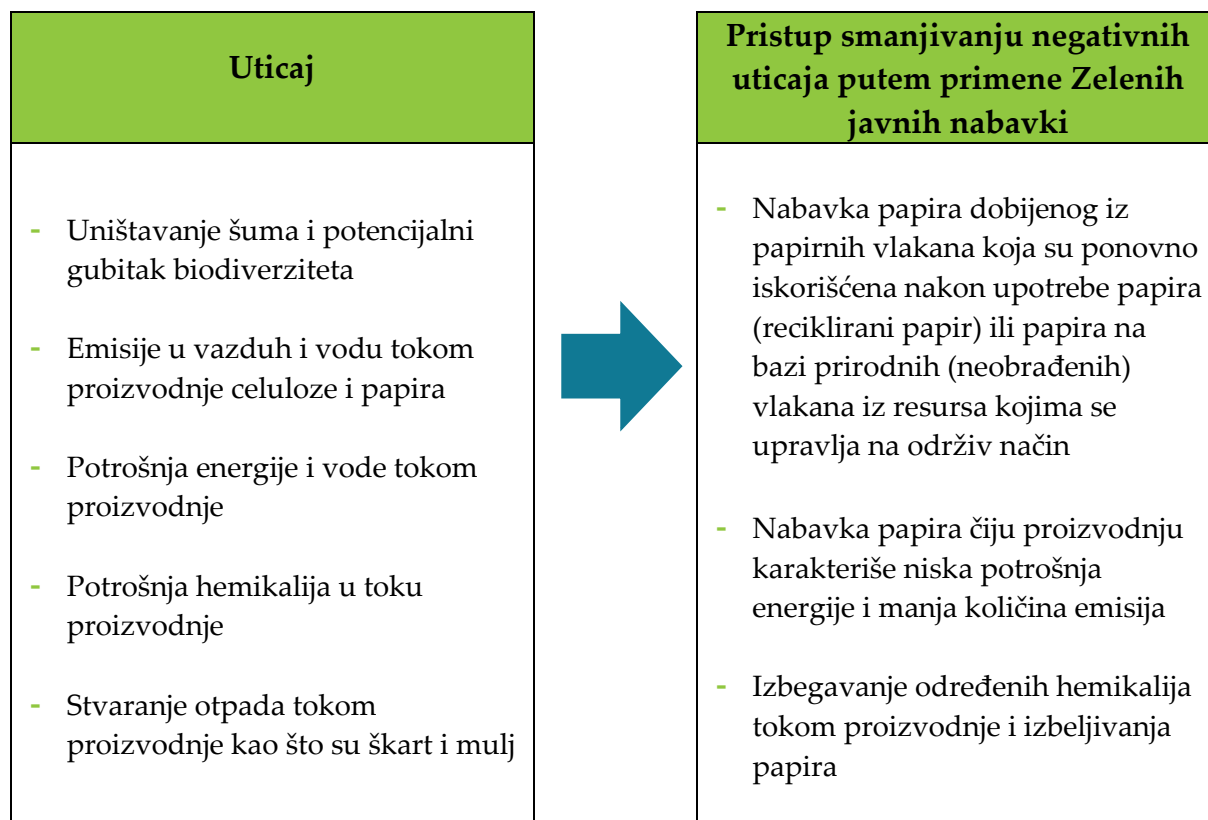 Uticaj
- Uništavanje šuma i potencijalni
gubitak biodiverziteta
- Emisije u vazduh i vodu tokom
proizvodnje celuloze i papira
- Potrošnja energije i vode tokom
proizvodnje
- Potrošnja hemikalija u toku
proizvodnje
- Stvaranje otpada tokom
proizvodnje kao što su škart i mulj
Pristup smanjivanju negativnih
uticaja putem primene Zelenih
javnih nabavki
- Nabavka papira dobijenog iz
papirnih vlakana koja su ponovno
iskorišćena nakon upotrebe papira
(reciklirani papir) ili papira na
bazi prirodnih (neobrađenih)
vlakana iz resursa kojima se
upravlja na održiv način
- Nabavka papira čiju proizvodnju
karakteriše niska potrošnja
energije i manja količina emisija
- Izbegavanje određenih hemikalija
tokom proizvodnje i izbeljivanja
papira